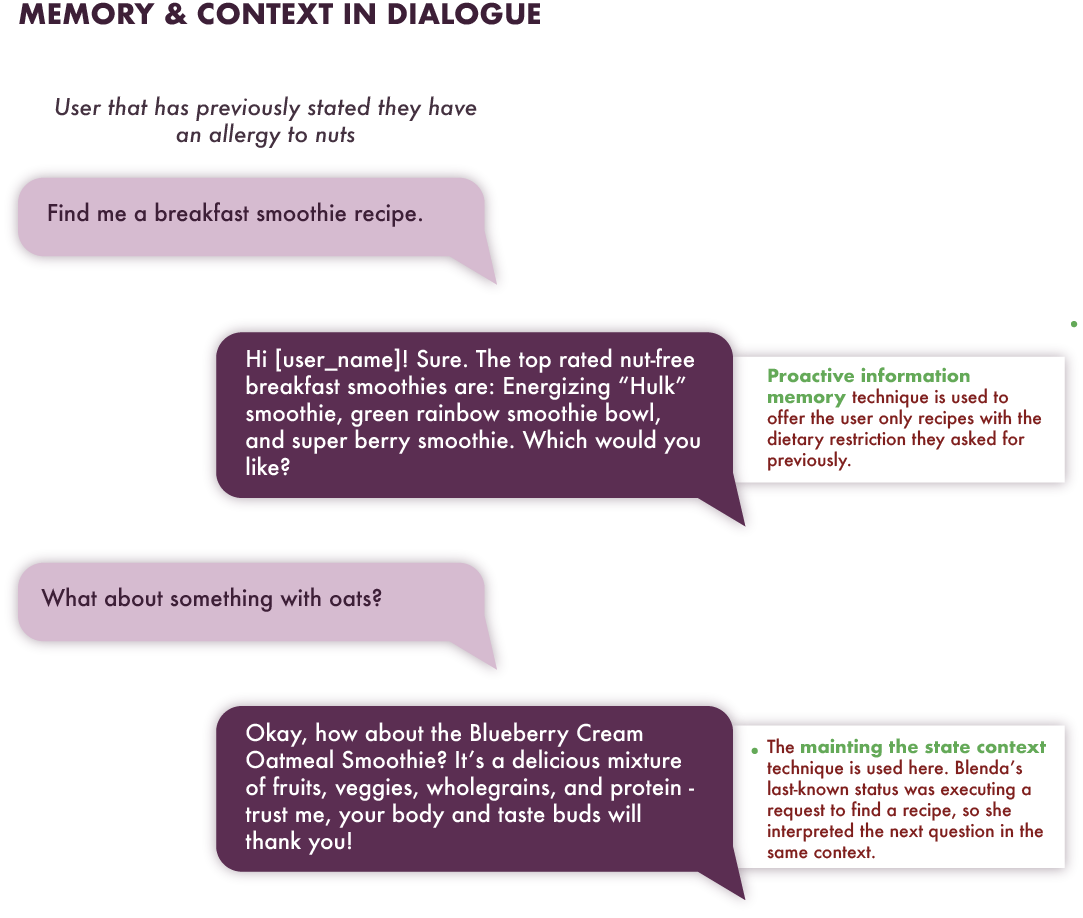 MEMORY & CONTEXT IN DIALOGUE
User that has previously stated they have
an allergy to nuts
Find me a breakfast smoothie recipe.
Hi [user_name]! Sure. The top rated nut-free
breakfast smoothies are: Energizing “Hulk”
smoothie, green rainbow smoothie bowl,
and super berry smoothie. Which would you
like?
Proactive information
memory technique is used to
offer the user only recipes with the
dietary restriction they asked for
previously.
What about something with oats?
Okay, how about the Blueberry Cream
Oatmeal Smoothie? It’s a delicious mixture
of fruits, veggies, wholegrains, and protein -
trust me, your body and taste buds will
thank you!
• The mainting the state context
technique is used here. Blenda’s
last-known status was executing a
request to find a recipe, so she
interpreted the next question in the
same context.